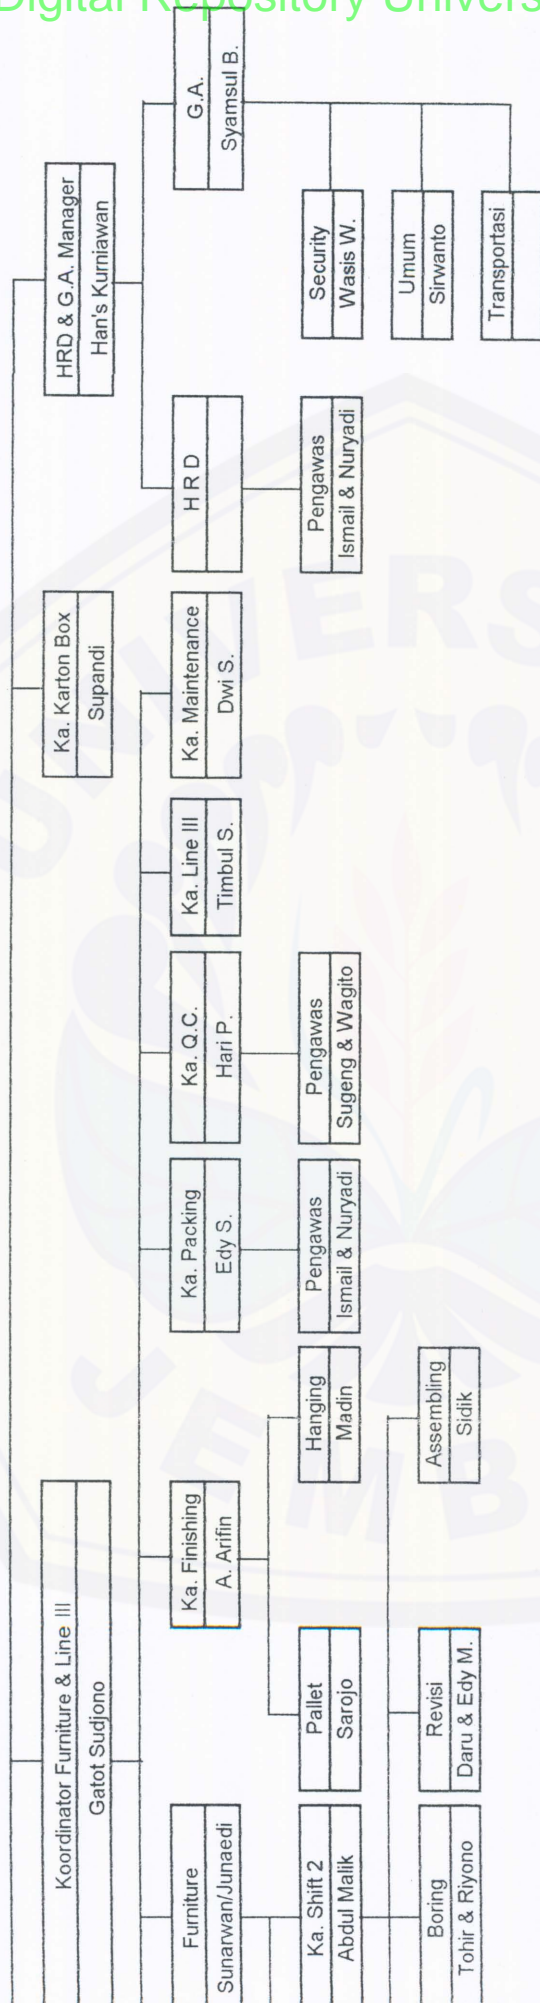 Digital Repository Univers
Koordinator Furniture & Line III
Gatot Sudjono
Ka. Karton Box
Supandi
HRD & G.A. Manager
Han's Kurniawan
Furniture
Sunarwan/Junaedi
Ka. Finishing
A. Arifin
Ka. Packing
Edy S.
Ka. Q.C.
Hari P.
Ka. Line III
Timbul S.
Ka. Maintenance
Dwi S.
H R D
G.A.
Syamsul B.
Ka. Shift 2
Abdul Malik
Pallet
Sarojo
Hanging
Madin
Pengawas
Ismail & Nuryadi
Pengawas
Sugeng & Wagito
Pengawas
Ismail & Nuryadi
Security
Wasis W.
Umum
Sirwanto
Transportasi
Boring
Tohir & Riyono
Revisi
Daru & Edy M.
Assembling
Sidik
UNIVERS
JEMB